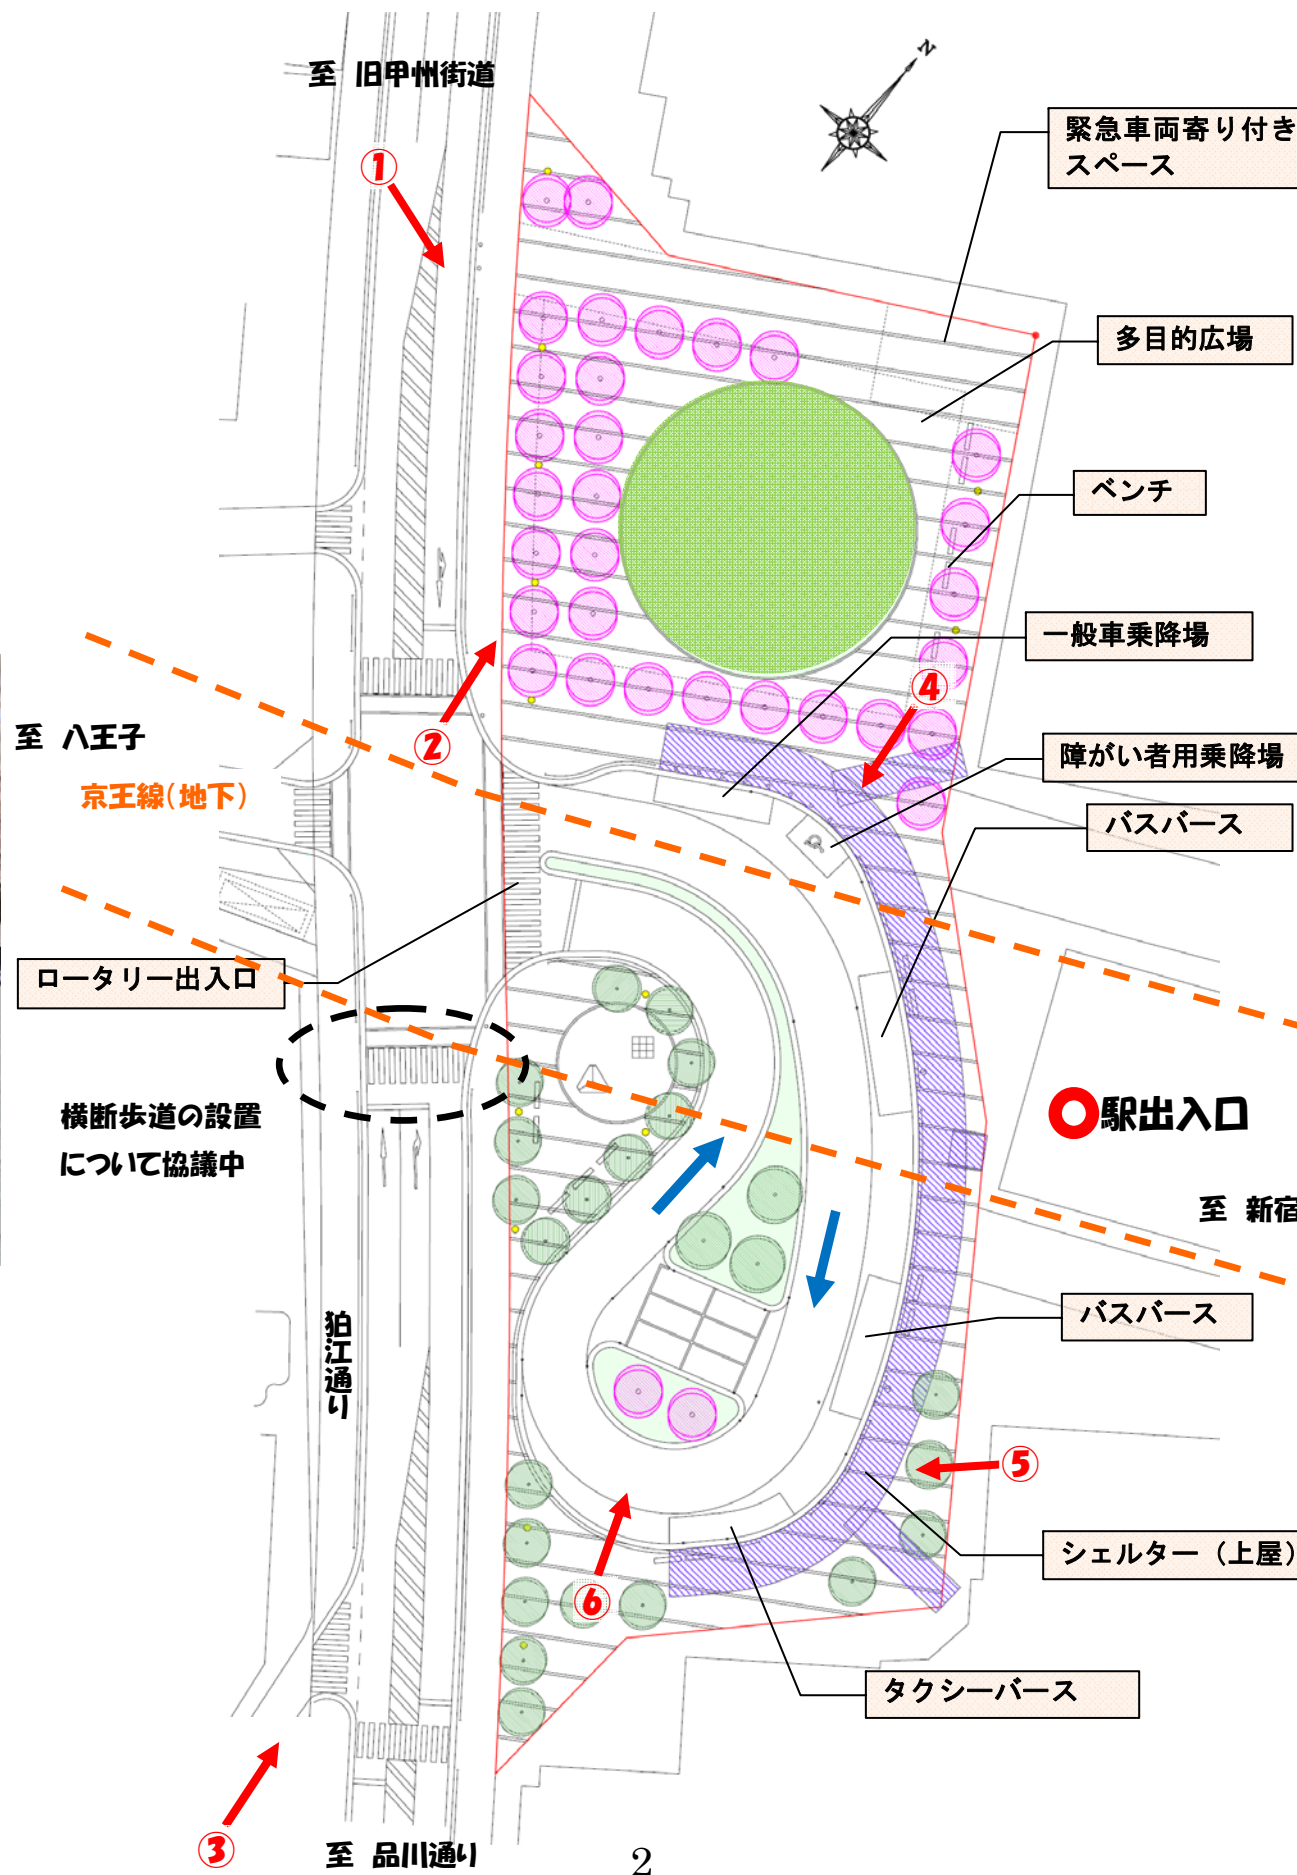 至 旧甲州街道
N
①
緊急車両寄り付き
スペース
多目的広場
ベンチ
一般車乗降場
④
②
至 八王子
京王線(地下)
障がい者用乗降場
バスバース
ロータリー出入口
横断歩道の設置
について協議中
駅出入口
至 新宿
バスバース
狛江通り
⑤
シェルター（上屋）
⑥
タクシーバース
③
至 品川通り
2